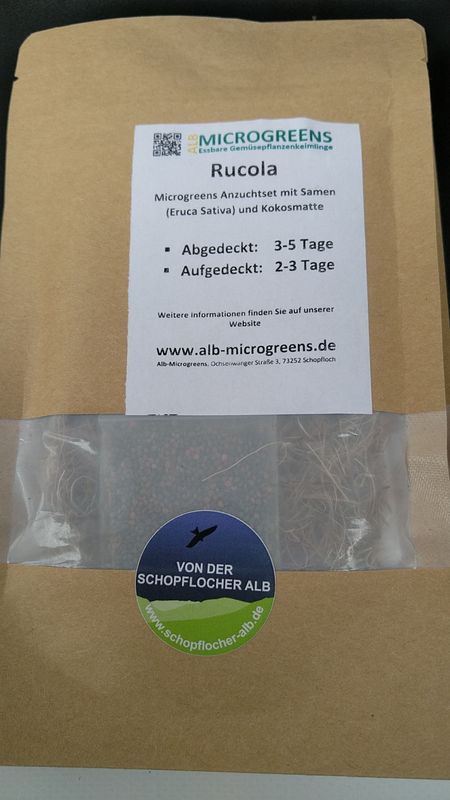 ALB MICROGREENS
Essbare Gemüsepflanzenkeimlinge
Rucola
Microgreens Anzuchtset mit Samen
(Eruca Sativa) und Kokosmatte
▪ Abgedeckt: 3-5 Tage
▪ Aufgedeckt: 2-3 Tage
Weitere Informationen finden Sie auf unserer
Website
www.alb-microgreens.de
Alb-Microgreens, Ochsenwanger Straße 3, 73252 Schopfloch
VON DER
SCHOPFLOCHER ALB
www.schopflocher-alb.de